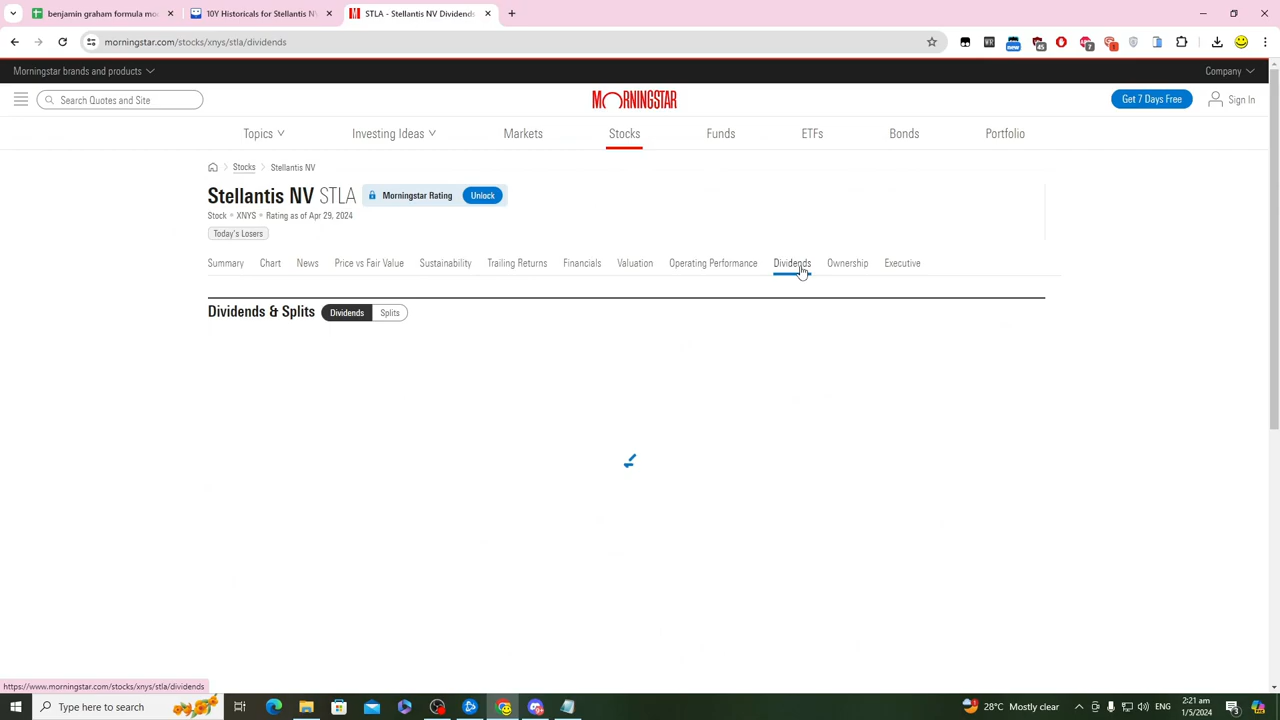 benjamin graham formula mo
10Y Historicals for Stellantis NV
STLA - Stellantis NV Dividends
morningstar.com/stocks/xnys/stla/dividends
45
7
1
Morningstar brands and products
Company
Search Quotes and Site
MORNINGSTAR
Get 7 Days Free
Sign In
Topics
Investing Ideas
Markets
Stocks
Funds
ETFs
Bonds
Portfolio
Stocks
Stellantis NV
Stellantis NV STLA
Morningstar Rating
Unlock
Stock XNYS Rating as of Apr 29, 2024
Today's Losers
Summary
Chart
News
Price vs Fair Value
Sustainability
Trailing Returns
Financials
Valuation
Operating Performance
Dividends
Ownership
Executive
Dividends & Splits
Dividends
Splits
https://www.morningstar.com/stocks/xnys/stla/dividends
Type here to search
28°C Mostly clear
2:21 am
1/5/2024